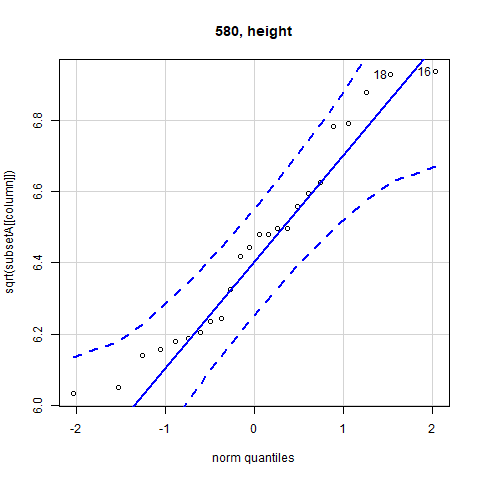 580, height
sqrt(subsetA[[column]])
6.8
6.6
6.4
6.2
6.0
18
16
-2 -1 0 1 2
norm quantiles